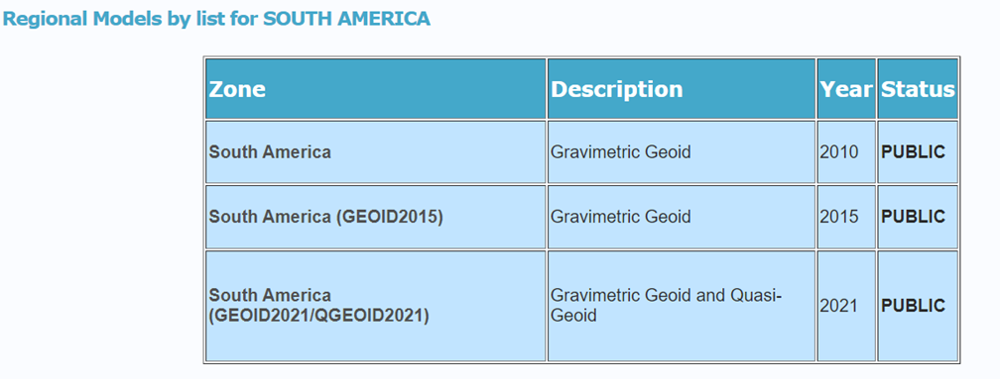 Regional Models by list for SOUTH AMERICA
Zone Description Year Status
South America Gravimetric Geoid 2010 PUBLIC
South America (GEOID2015) Gravimetric Geoid 2015 PUBLIC
South America
(GEOID2021/QGEOID2021)
Gravimetric Geoid and Quasi-
Geoid
2021
PUBLIC